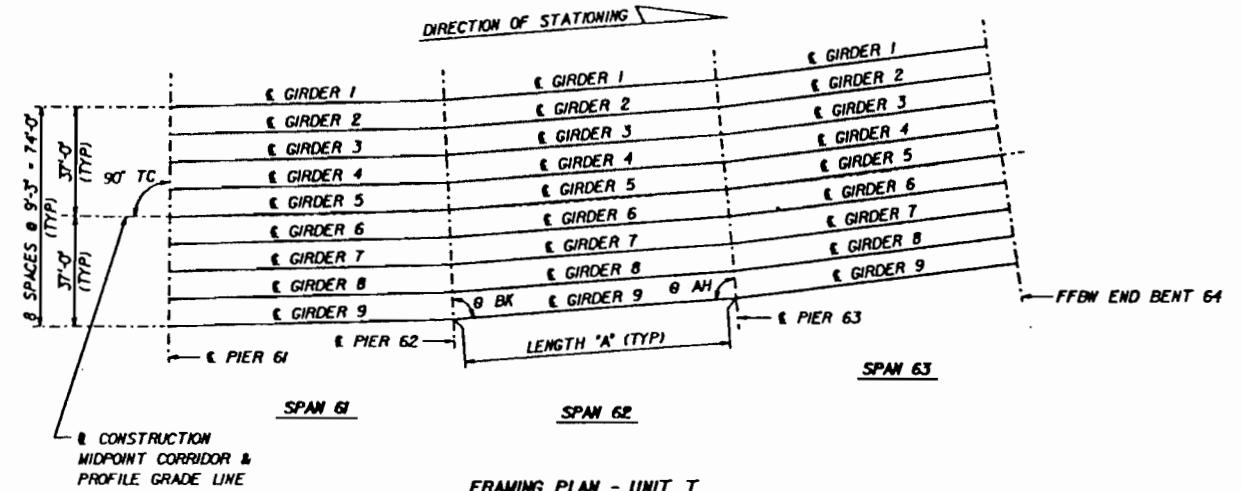 DIRECTION OF STATIONING
℄ GIRDER 1
℄ GIRDER 2
℄ GIRDER 3
℄ GIRDER 4
℄ GIRDER 5
℄ GIRDER 6
℄ GIRDER 7
℄ GIRDER 8
℄ GIRDER 9
℄ GIRDER 1
℄ GIRDER 2
℄ GIRDER 3
℄ GIRDER 4
℄ GIRDER 5
℄ GIRDER 6
℄ GIRDER 7
℄ GIRDER 8
℄ GIRDER 9
℄ GIRDER 1
℄ GIRDER 2
℄ GIRDER 3
℄ GIRDER 4
℄ GIRDER 5
℄ GIRDER 6
℄ GIRDER 7
℄ GIRDER 8
℄ GIRDER 9
8 SPACES @ 9'-3" = 74'-0"
(TYP)
37'-0"
(TYP)
37'-0"
(TYP)
90° TC
θ BK
θ AH
LENGTH "A" (TYP)
℄ PIER 61
℄ PIER 62
℄ PIER 63
FFBW END BENT 64
SPAN 61
SPAN 62
SPAN 63
℄ CONSTRUCTION
MIDPOINT CORRIDOR &
PROFILE GRADE LINE
FRAMING PLAN - UNIT T